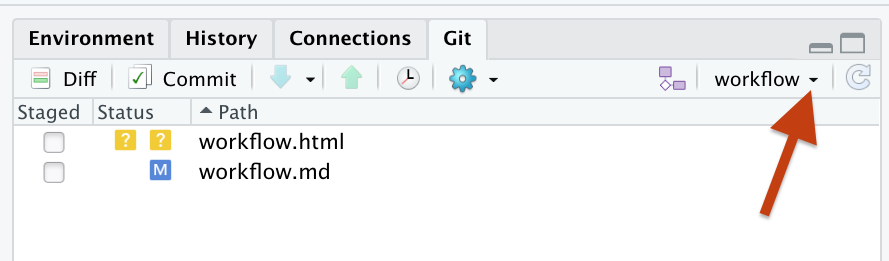 Environment History Connections Git
Diff Commit workflow
Staged Status Path
? ? workflow.html
M workflow.md